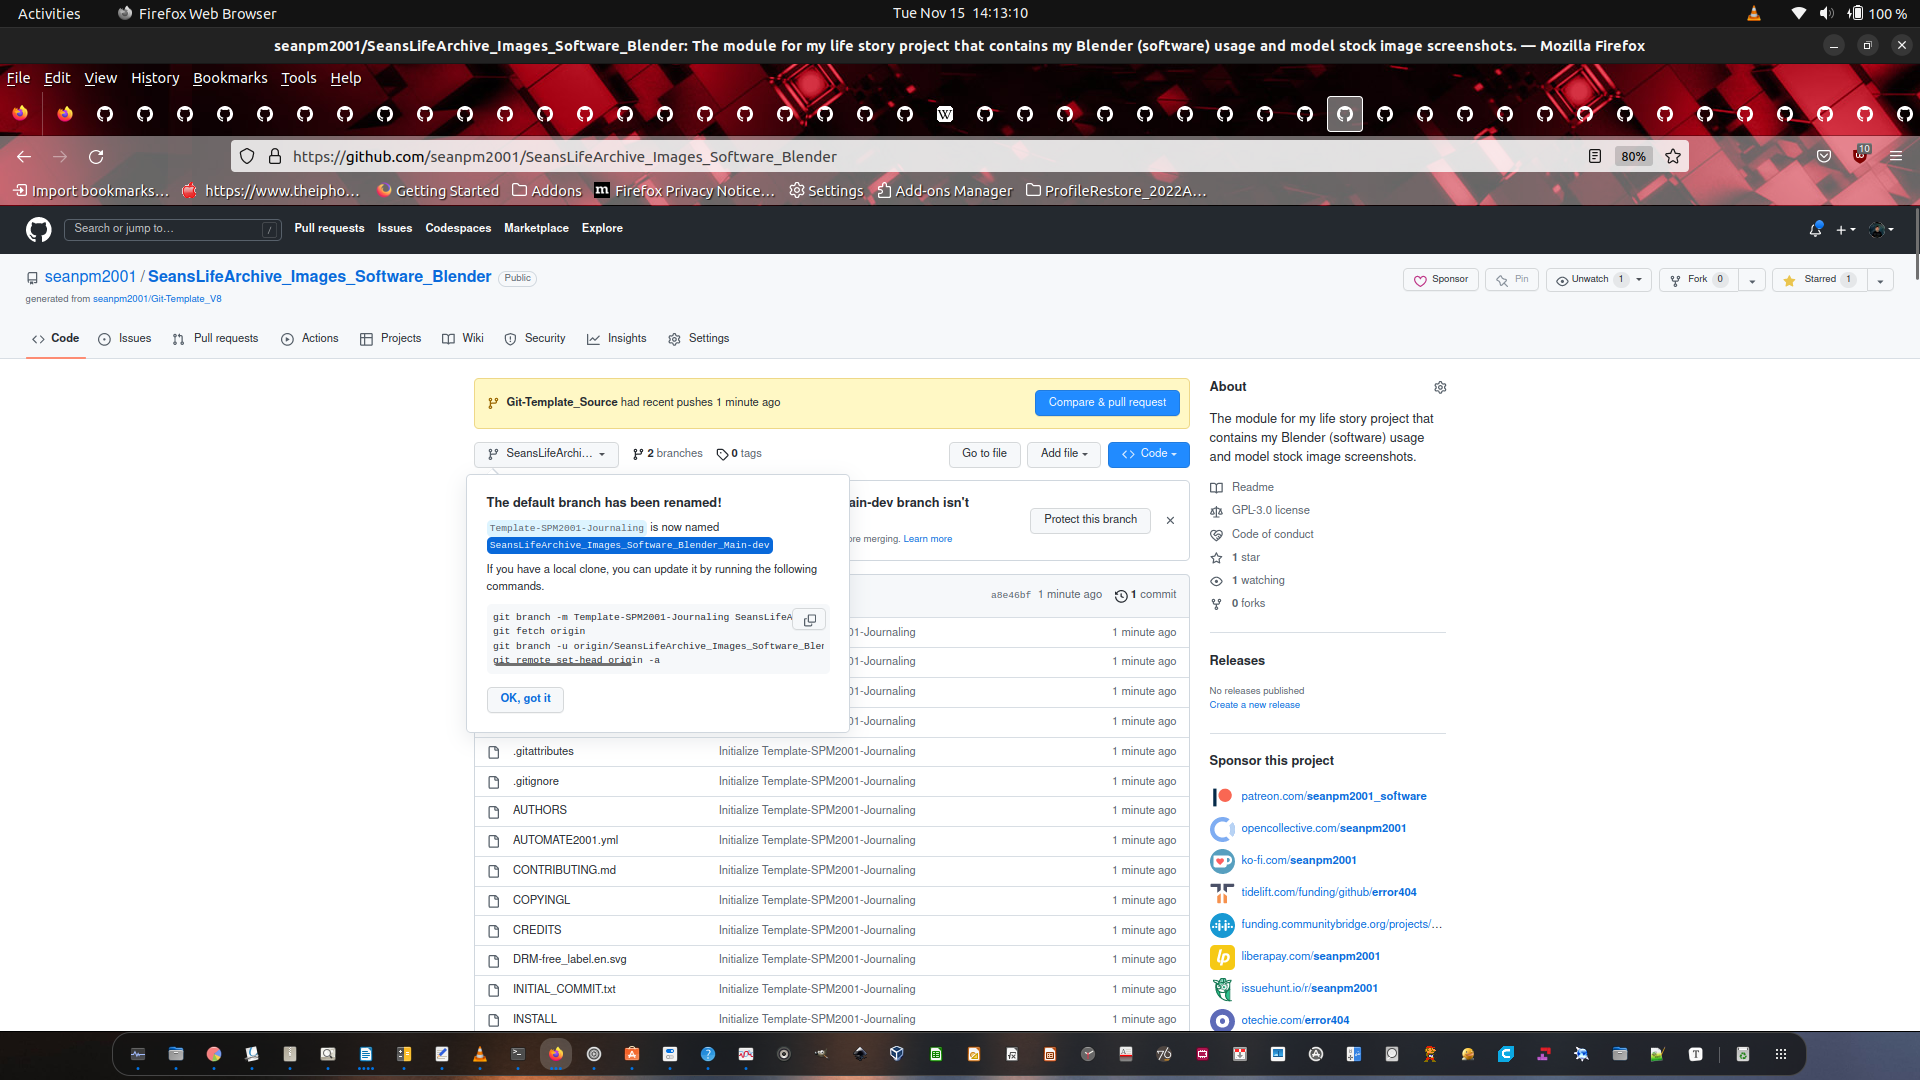 Activities Firefox Web Browser Tue Nov 15 14:13:10 100 %
seanpm2001/SeansLifeArchive_Images_Software_Blender: The module for my life story project that contains my Blender (software) usage and model stock image screenshots. — Mozilla Firefox
File Edit View History Bookmarks Tools Help
https://github.com/seanpm2001/SeansLifeArchive_Images_Software_Blender 80% 10
Import bookmarks… https://www.theipho… Getting Started Addons Firefox Privacy Notice… Settings Add-ons Manager ProfileRestore_2022A…
Search or jump to… / Pull requests Issues Codespaces Marketplace Explore
seanpm2001 / SeansLifeArchive_Images_Software_Blender Public Sponsor Pin Unwatch 1 Fork 0 Starred 1
generated from seanpm2001/Git-Template_V8
Code Issues Pull requests Actions Projects Wiki Security Insights Settings
Git-Template_Source had recent pushes 1 minute ago Compare & pull request
SeansLifeArchi… 2 branches 0 tags Go to file Add file Code
The default branch has been renamed!
Template-SPM2001-Journaling is now named
SeansLifeArchive_Images_Software_Blender_Main-dev
If you have a local clone, you can update it by running the following
commands.
git branch -m Template-SPM2001-Journaling SeansLifeA
git fetch origin
git branch -u origin/SeansLifeArchive_Images_Software_Blen
git remote set-head origin -a
OK, got it
ain-dev branch isn't
Protect this branch
ore merging. Learn more
a8e46bf 1 minute ago 1 commit
01-Journaling 1 minute ago
01-Journaling 1 minute ago
01-Journaling 1 minute ago
01-Journaling 1 minute ago
.gitattributes Initialize Template-SPM2001-Journaling 1 minute ago
.gitignore Initialize Template-SPM2001-Journaling 1 minute ago
AUTHORS Initialize Template-SPM2001-Journaling 1 minute ago
AUTOMATE2001.yml Initialize Template-SPM2001-Journaling 1 minute ago
CONTRIBUTING.md Initialize Template-SPM2001-Journaling 1 minute ago
COPYINGL Initialize Template-SPM2001-Journaling 1 minute ago
CREDITS Initialize Template-SPM2001-Journaling 1 minute ago
DRM-free_label.en.svg Initialize Template-SPM2001-Journaling 1 minute ago
INITIAL_COMMIT.txt Initialize Template-SPM2001-Journaling 1 minute ago
INSTALL Initialize Template-SPM2001-Journaling 1 minute ago
About
The module for my life story project that
contains my Blender (software) usage
and model stock image screenshots.
Readme
GPL-3.0 license
Code of conduct
1 star
1 watching
0 forks
Releases
No releases published
Create a new release
Sponsor this project
patreon.com/seanpm2001_software
opencollective.com/seanpm2001
ko-fi.com/seanpm2001
tidelift.com/funding/github/error404
funding.communitybridge.org/projects/…
liberapay.com/seanpm2001
issuehunt.io/r/seanpm2001
otechie.com/error404